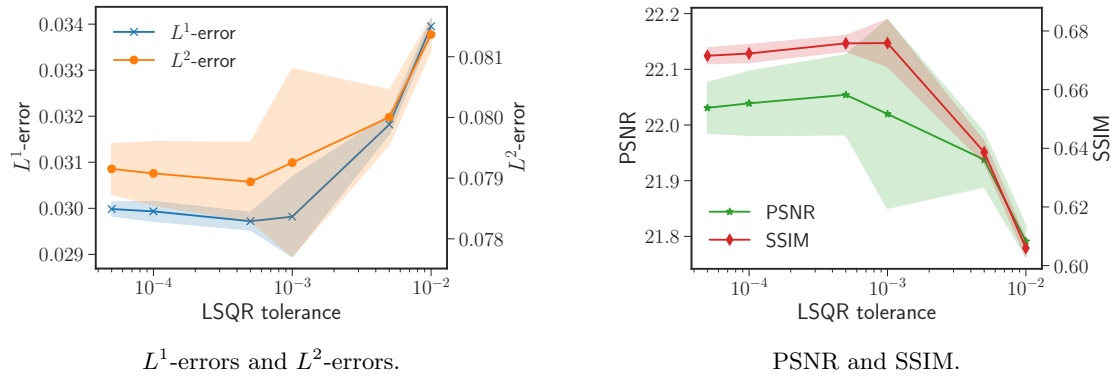 0.034
0.033
0.032
0.031
0.030
0.029
L¹-error
L¹-error
L²-error
0.081
0.080
0.079
0.078
L²-error
10⁻⁴
10⁻³
10⁻²
LSQR tolerance
L¹-errors and L²-errors.
22.2
22.1
22.0
21.9
21.8
PSNR
PSNR
SSIM
0.68
0.66
0.64
0.62
0.60
SSIM
10⁻⁴
10⁻³
10⁻²
LSQR tolerance
PSNR and SSIM.